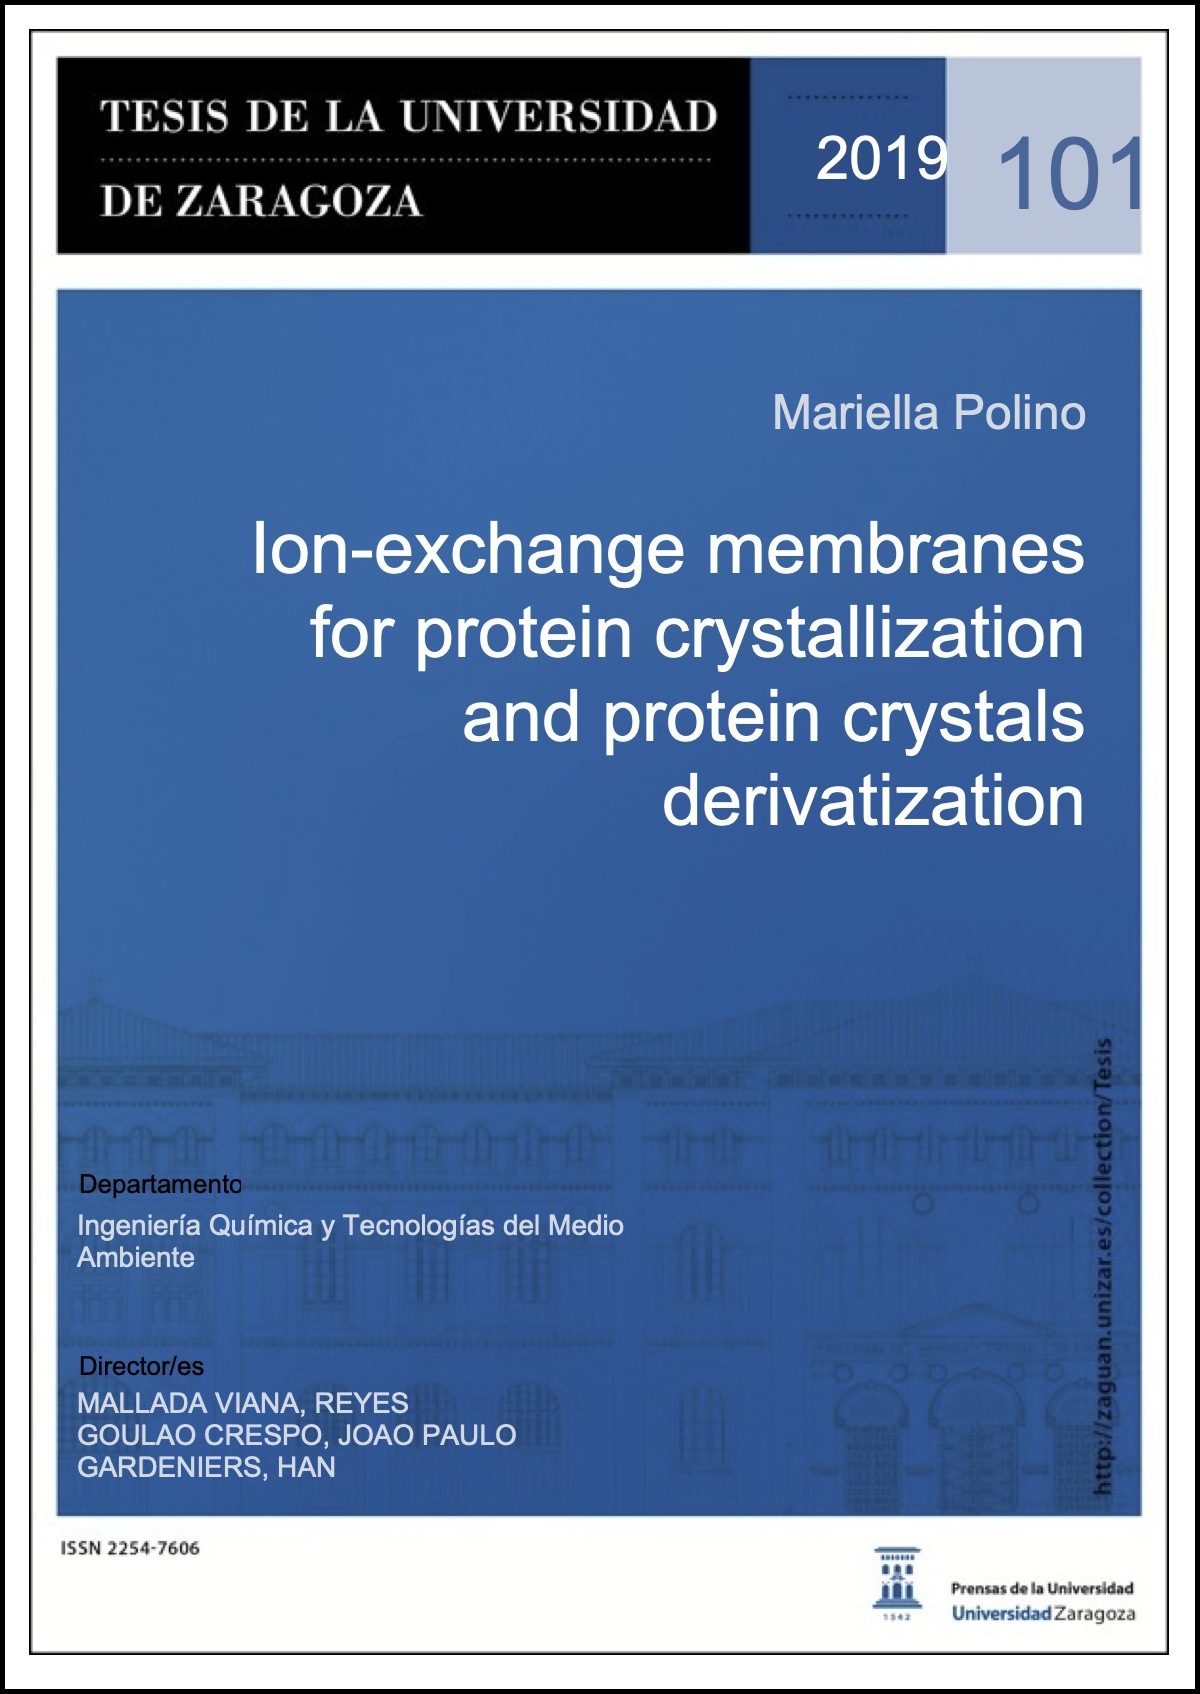 TESIS DE LA UNIVERSIDAD
DE ZARAGOZA
2019
101
Mariella Polino
Ion-exchange membranes
for protein crystallization
and protein crystals
derivatization
Departamento
Ingeniería Química y Tecnologías del Medio
Ambiente
Director/es
MALLADA VIANA, REYES
GOULAO CRESPO, JOAO PAULO
GARDENIERS, HAN
http://zaguan.unizar.es/collection/Tesis
ISSN 2254-7606
1542
Prensas de la Universidad
Universidad Zaragoza